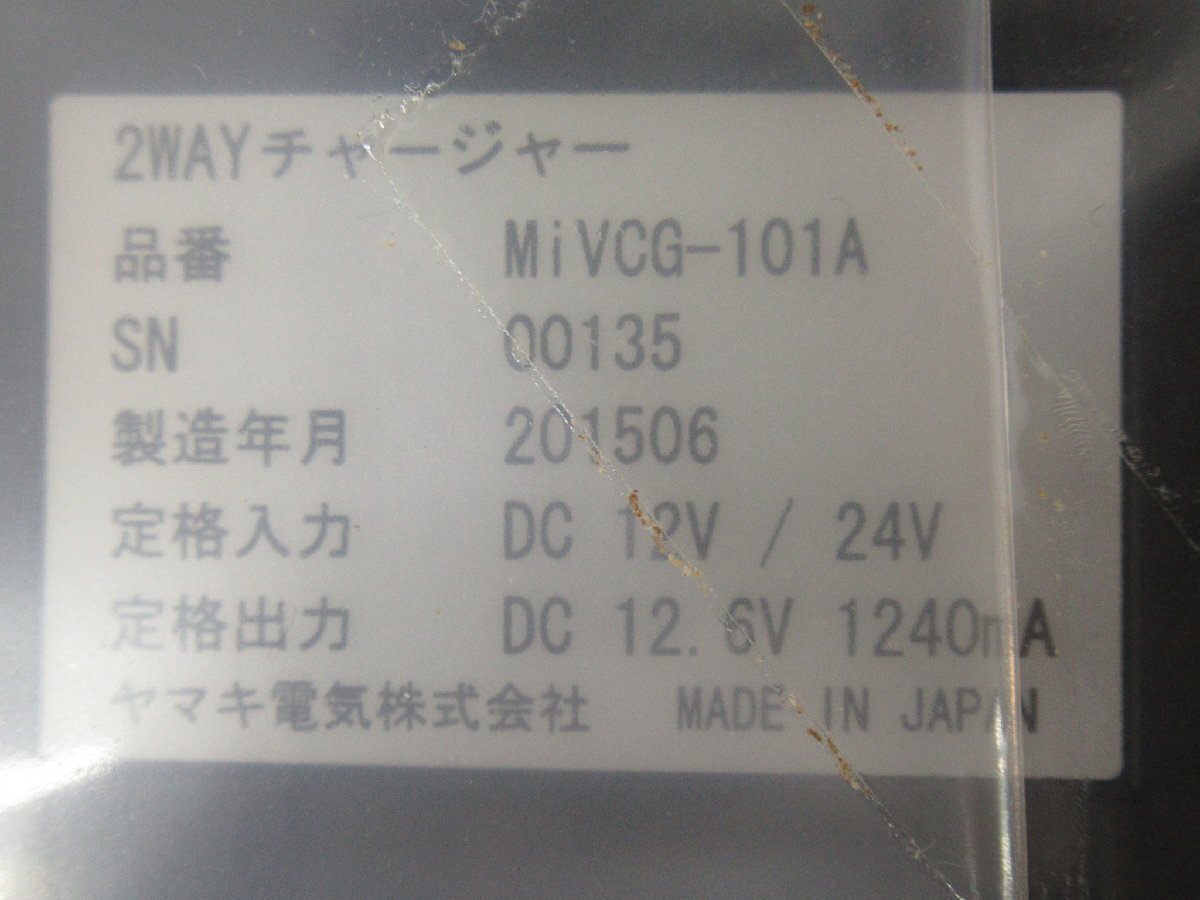 2WAYチャージャー
品番 MiVCG-101A
SN 00135
製造年月 201506
定格入力 DC 12V / 24V
定格出力 DC 12.6V 1240mA
ヤマキ電気株式会社 MADE IN JAPAN